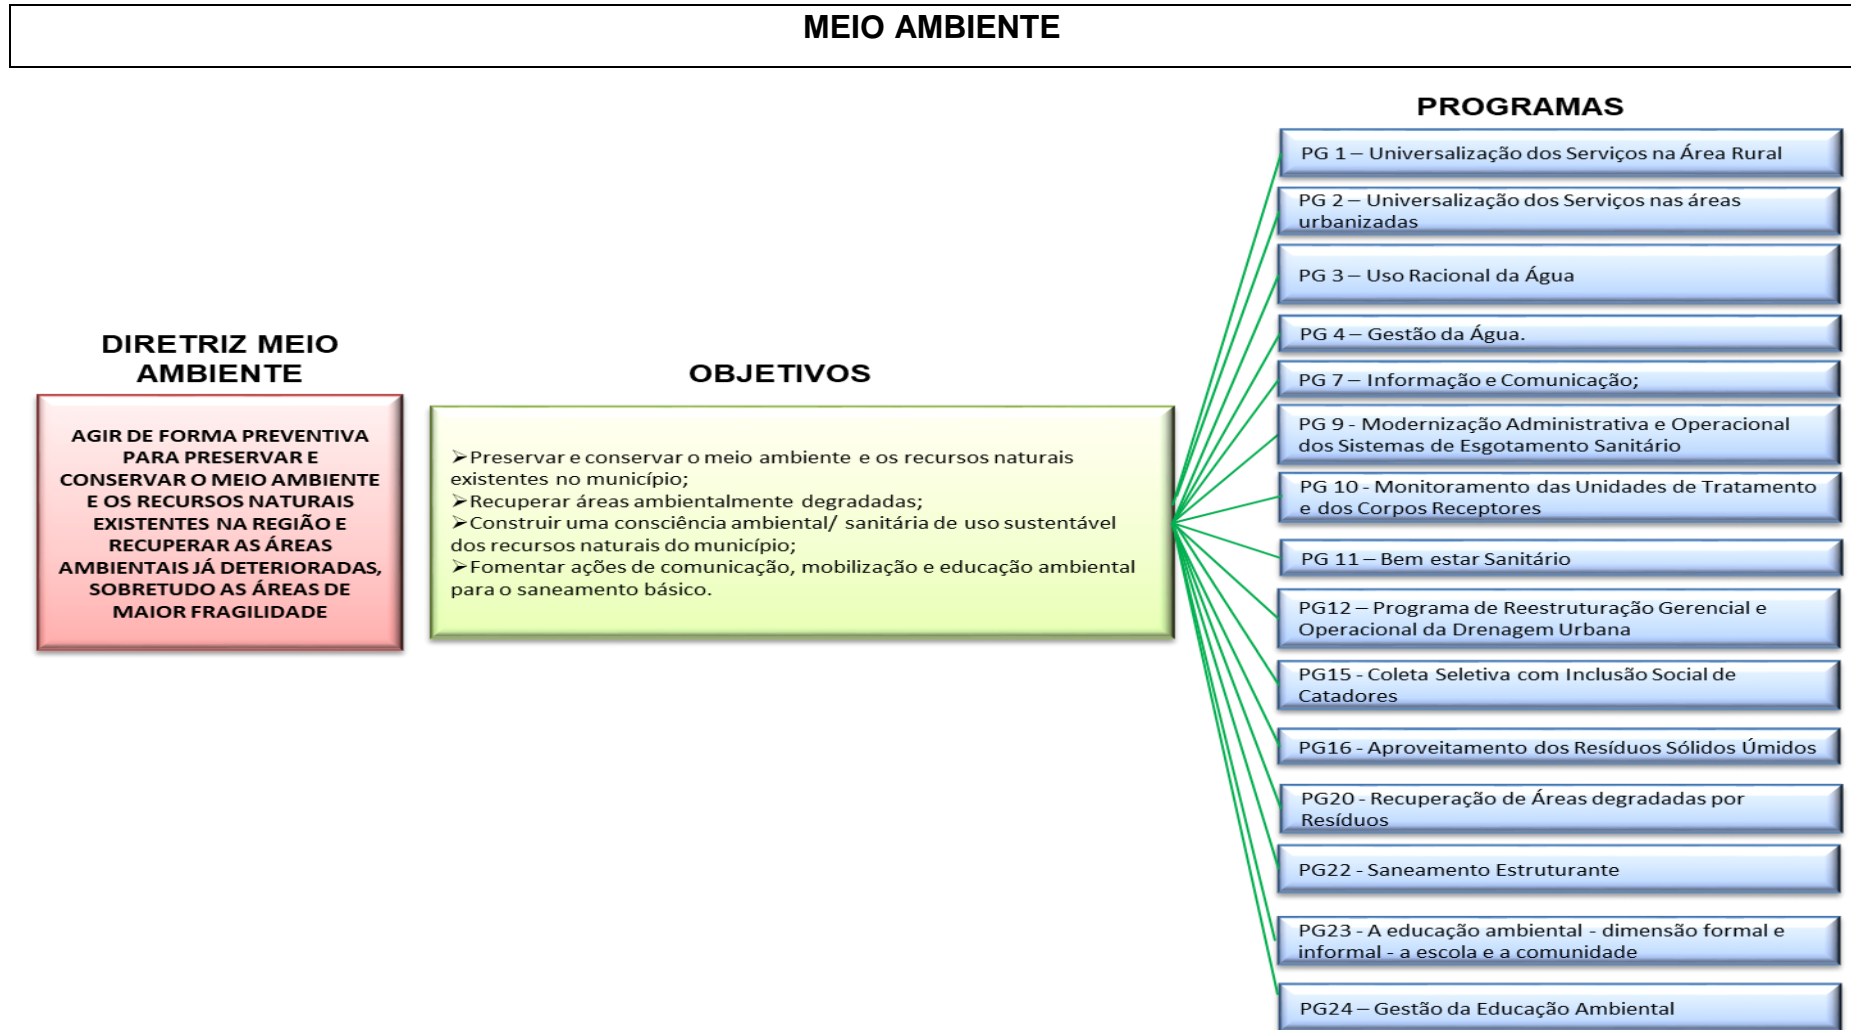 MEIO AMBIENTE
DIRETRIZ MEIO
AMBIENTE
AGIR DE FORMA PREVENTIVA
PARA PRESERVAR E
CONSERVAR O MEIO AMBIENTE
E OS RECURSOS NATURAIS
EXISTENTES NA REGIÃO E
RECUPERAR AS ÁREAS
AMBIENTAIS JÁ DETERIORADAS,
SOBRETUDO AS ÁREAS DE
MAIOR FRAGILIDADE
OBJETIVOS
➢Preservar e conservar o meio ambiente e os recursos naturais
existentes no município;
➢Recuperar áreas ambientalmente degradadas;
➢Construir uma consciência ambiental/ sanitária de uso sustentável
dos recursos naturais do município;
➢Fomentar ações de comunicação, mobilização e educação ambiental
para o saneamento básico.
PROGRAMAS
PG 1 – Universalização dos Serviços na Área Rural
PG 2 – Universalização dos Serviços nas áreas
urbanizadas
PG 3 – Uso Racional da Água
PG 4 – Gestão da Água.
PG 7 – Informação e Comunicação;
PG 9 - Modernização Administrativa e Operacional
dos Sistemas de Esgotamento Sanitário
PG 10 - Monitoramento das Unidades de Tratamento
e dos Corpos Receptores
PG 11 – Bem estar Sanitário
PG12 – Programa de Reestruturação Gerencial e
Operacional da Drenagem Urbana
PG15 - Coleta Seletiva com Inclusão Social de
Catadores
PG16 - Aproveitamento dos Resíduos Sólidos Úmidos
PG20 - Recuperação de Áreas degradadas por
Resíduos
PG22 - Saneamento Estruturante
PG23 - A educação ambiental - dimensão formal e
informal - a escola e a comunidade
PG24 – Gestão da Educação Ambiental